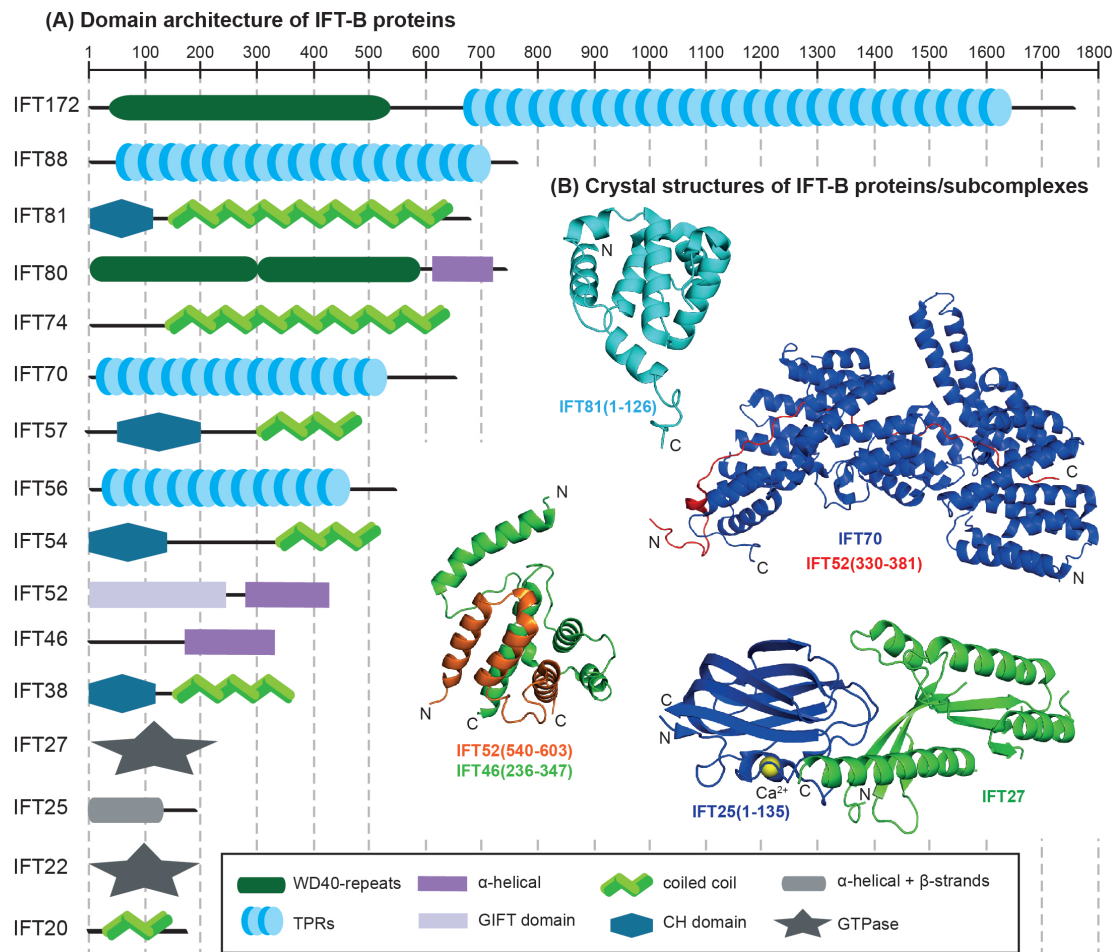 (A) Domain architecture of IFT-B proteins
1 100 200 300 400 500 600 700 800 900 1000 1100 1200 1300 1400 1500 1600 1700 1800
IFT172
IFT88
(B) Crystal structures of IFT-B proteins/subcomplexes
IFT81
IFT80
IFT74
IFT70
IFT57
IFT56
IFT54
IFT52
IFT46
IFT38
IFT27
IFT25
IFT22
IFT20
N
IFT81(1-126)
C
N
C
IFT70
IFT52(330-381)
C
N
N
N
C
C
IFT52(540-603)
IFT46(236-347)
C
N
Ca²⁺
C
N
IFT25(1-135)
IFT27
WD40-repeats
α-helical
coiled coil
α-helical + β-strands
TPRs
GIFT domain
CH domain
GTPase